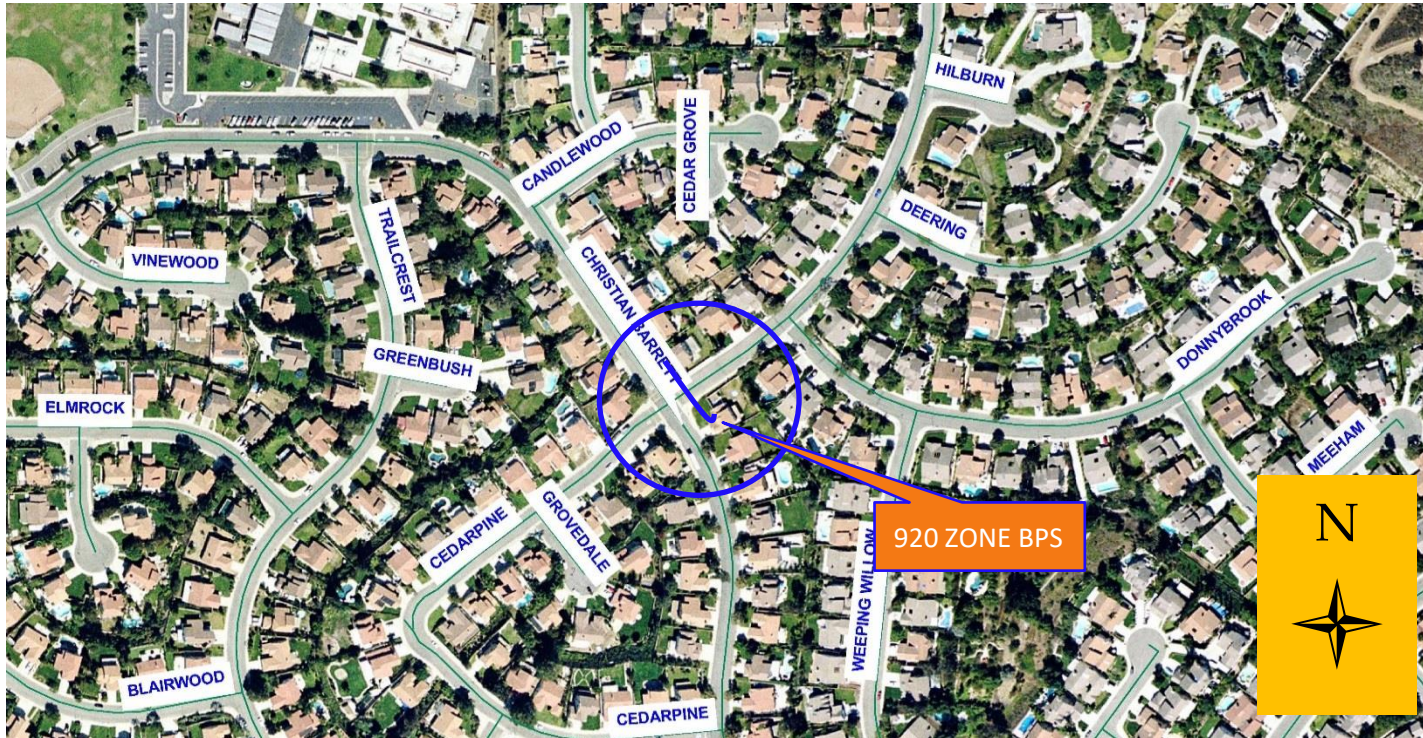 HILBURN
CANDLEWOOD
CEDAR GROVE
DEERING
TRAILCREST
VINEWOOD
CHRISTIAN BARRETT
DONNYBROOK
GREENBUSH
ELMROCK
MEEHAM
GROVEDALE
CEDARPINE
920 ZONE BPS
N
WEEPING WILLOW
BLAIRWOOD
CEDARPINE